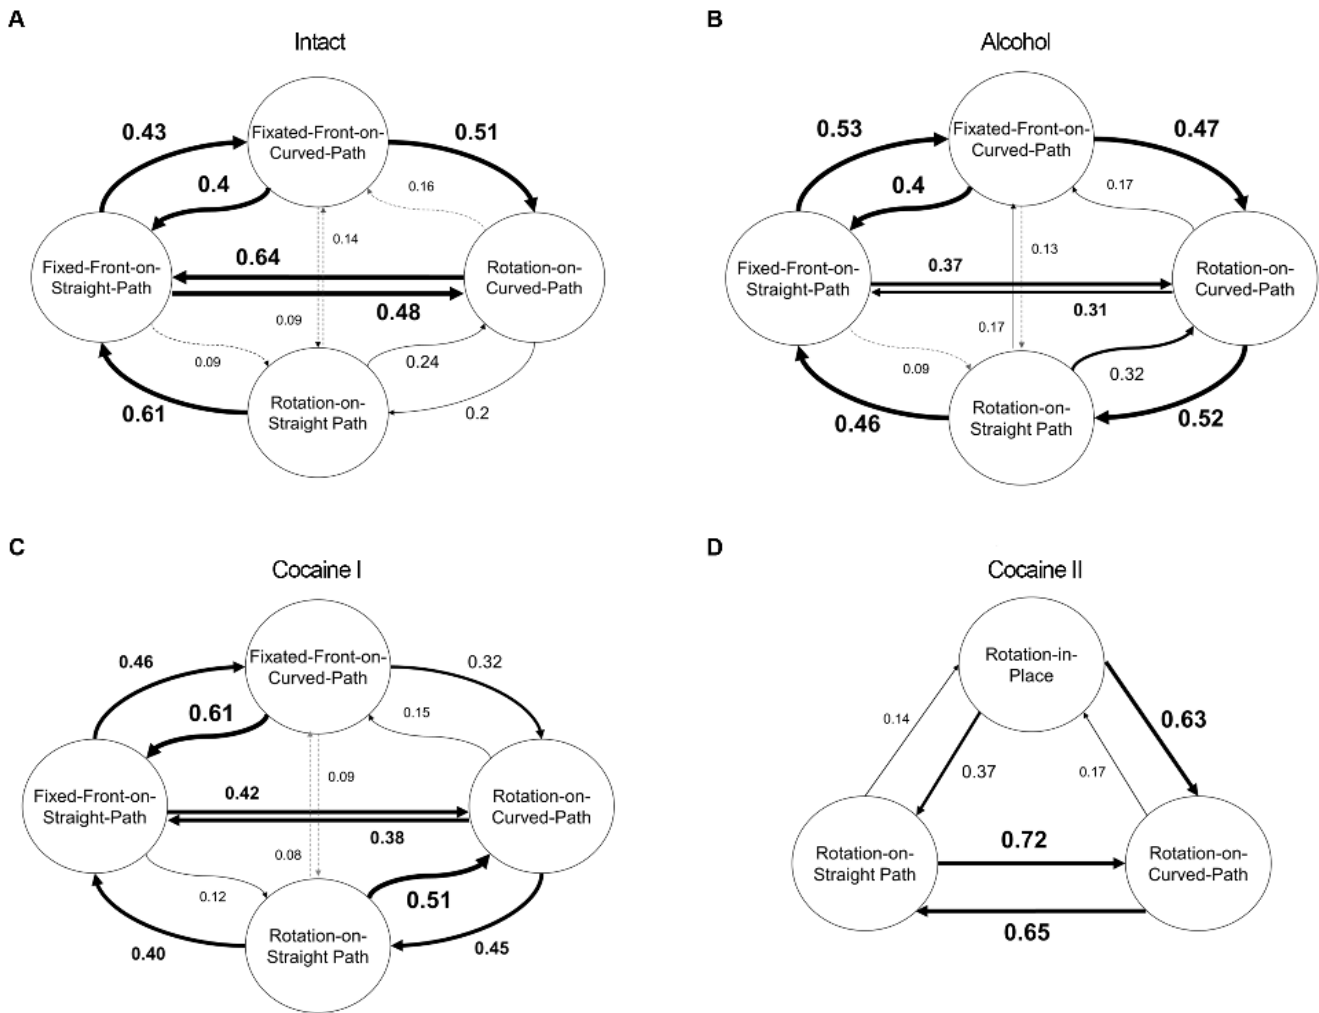 A
Intact
0.43
Fixated-Front-on-
Curved-Path
0.51
0.4
0.16
0.14
0.64
Fixed-Front-on-
Straight-Path
Rotation-on-
Curved-Path
0.48
0.09
0.09
0.24
0.61
Rotation-on-
Straight Path
0.2
B
Alcohol
0.53
Fixated-Front-on-
Curved-Path
0.47
0.4
0.17
0.13
0.37
Fixed-Front-on-
Straight-Path
Rotation-on-
Curved-Path
0.31
0.17
0.09
0.32
0.46
Rotation-on-
Straight Path
0.52
C
Cocaine I
0.46
Fixated-Front-on-
Curved-Path
0.32
0.61
0.15
0.09
0.42
Fixed-Front-on-
Straight-Path
Rotation-on-
Curved-Path
0.38
0.08
0.12
0.51
0.40
Rotation-on-
Straight Path
0.45
D
Cocaine II
Rotation-in-
Place
0.14
0.63
0.37
0.17
Rotation-on-
Straight Path
0.72
Rotation-on-
Curved-Path
0.65